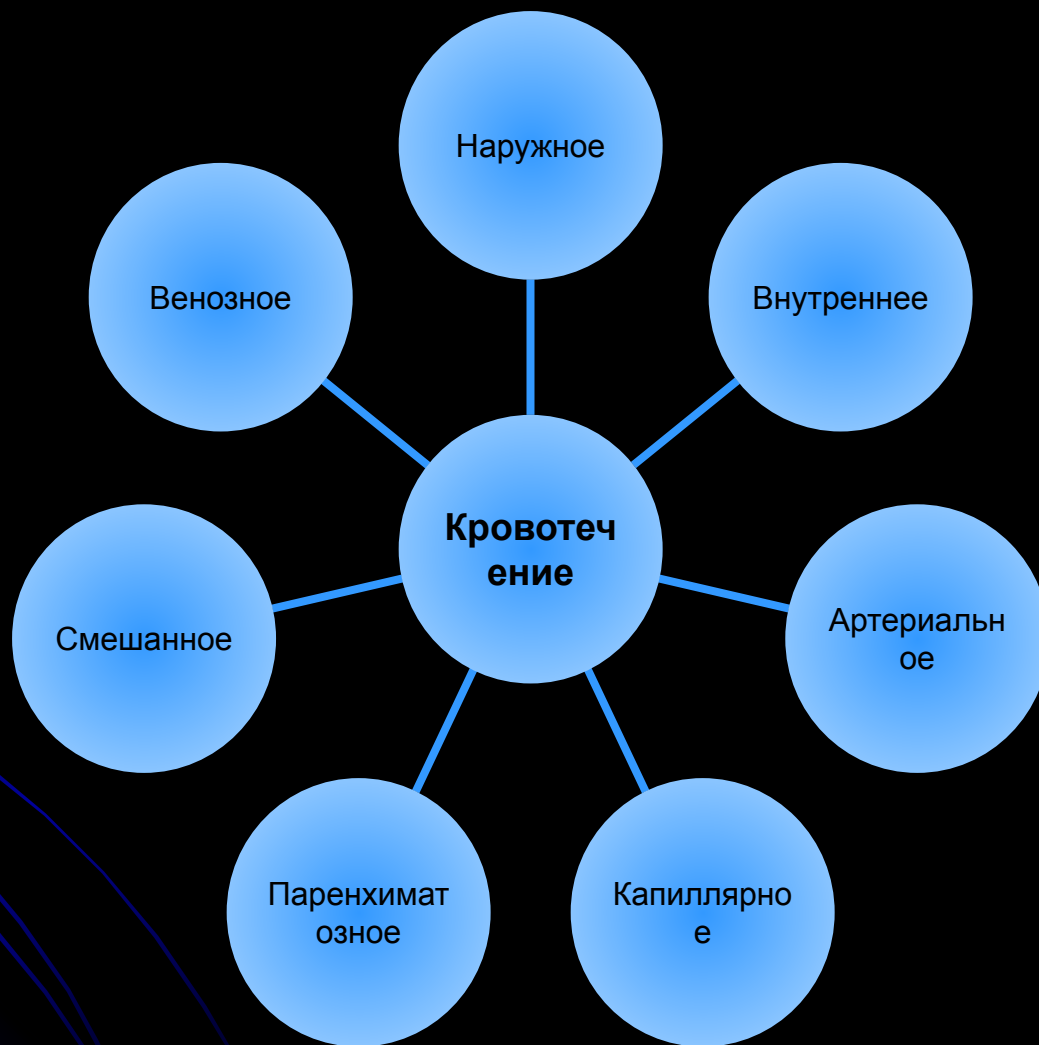 Наружное
Венозное
Внутреннее
Кровотеч
ение
Смешанное
Артериальн
ое
Паренхимат
озное
Капиллярно
е